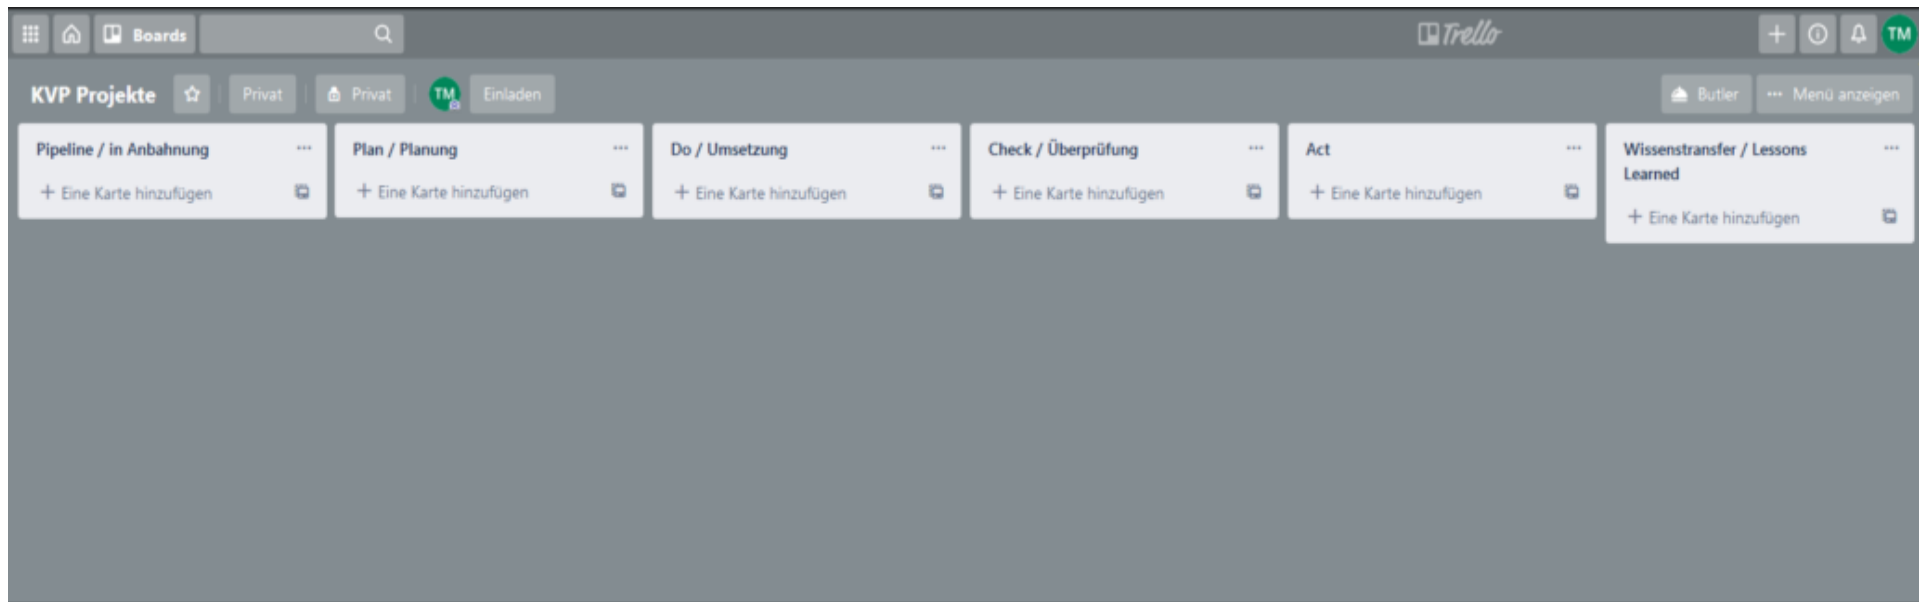 Boards
Trello
TM
KVP Projekte
Privat
Privat
TM
Einladen
Butler
Menü anzeigen
Pipeline / in Anbahnung
+ Eine Karte hinzufügen
Plan / Planung
+ Eine Karte hinzufügen
Do / Umsetzung
+ Eine Karte hinzufügen
Check / Überprüfung
+ Eine Karte hinzufügen
Act
+ Eine Karte hinzufügen
Wissenstransfer / Lessons
Learned
+ Eine Karte hinzufügen